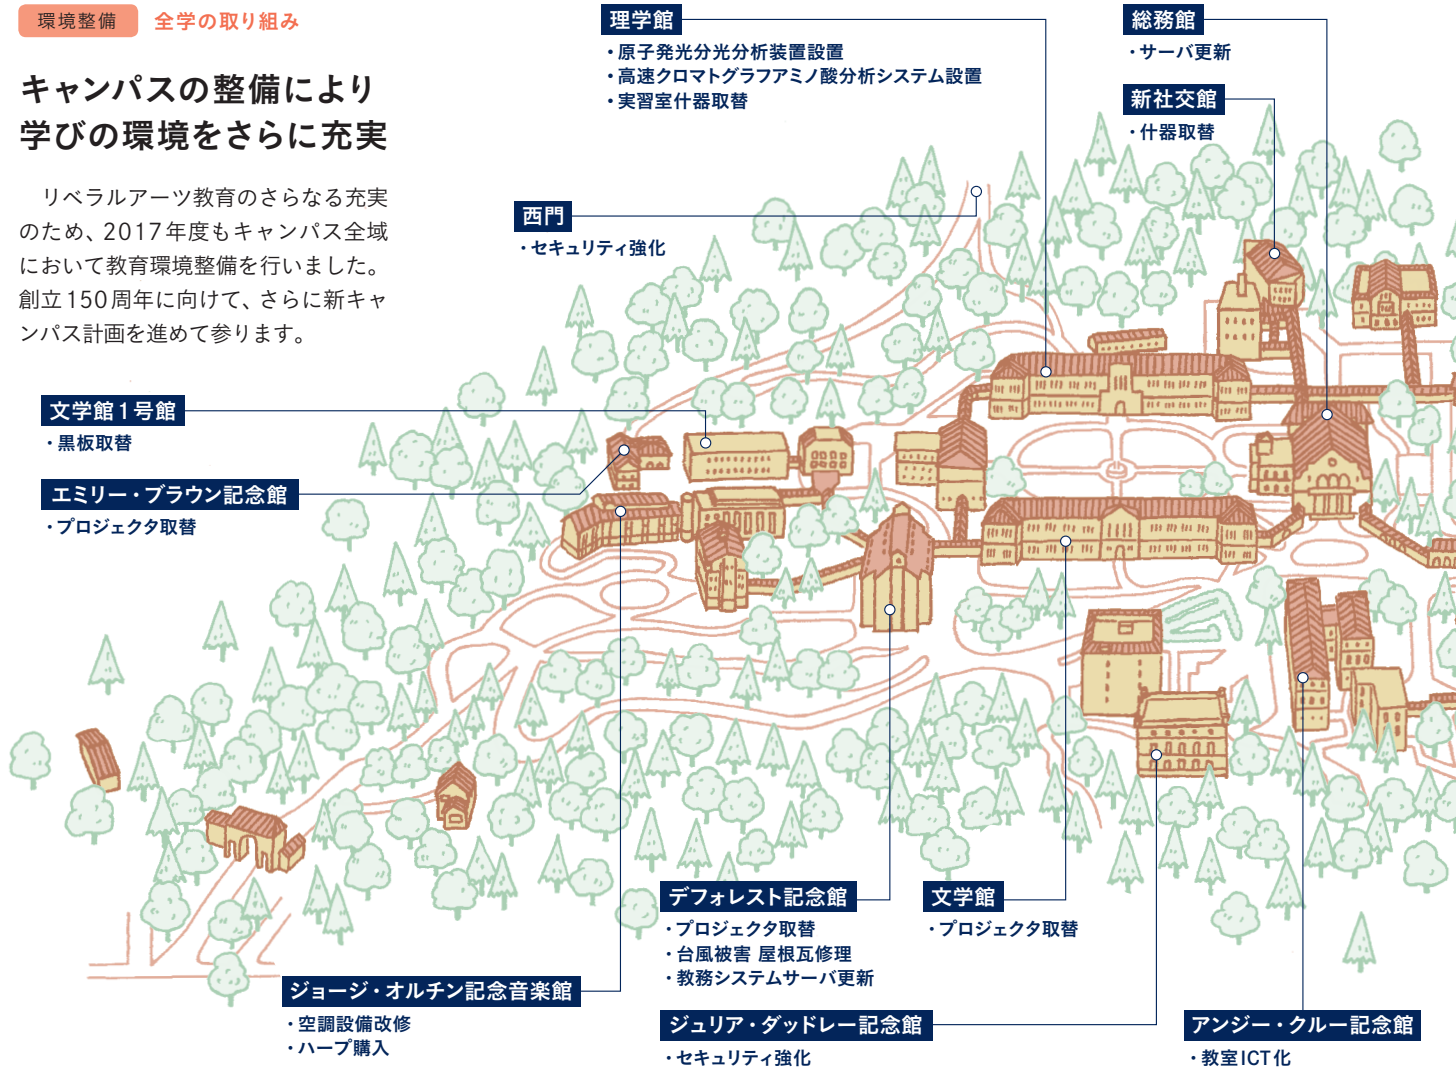 環境整備 全学の取り組み
キャンパスの整備により
学びの環境をさらに充実
リベラルアーツ教育のさらなる充実
のため、2017年度もキャンパス全域
において教育環境整備を行いました。
創立150周年に向けて、さらに新キャ
ンパス計画を進めて参ります。
理学館
・原子発光分光分析装置設置
・高速クロマトグラフアミノ酸分析システム設置
・実習室什器取替
総務館
・サーバ更新
新社交館
・什器取替
西門
・セキュリティ強化
文学館1号館
・黒板取替
エミリー・ブラウン記念館
・プロジェクタ取替
デフォレスト記念館
・プロジェクタ取替
・台風被害 屋根瓦修理
・教務システムサーバ更新
文学館
・プロジェクタ取替
ジョージ・オルチン記念音楽館
・空調設備改修
・ハープ購入
ジュリア・ダッドレー記念館
・セキュリティ強化
アンジー・クルー記念館
・教室ICT化